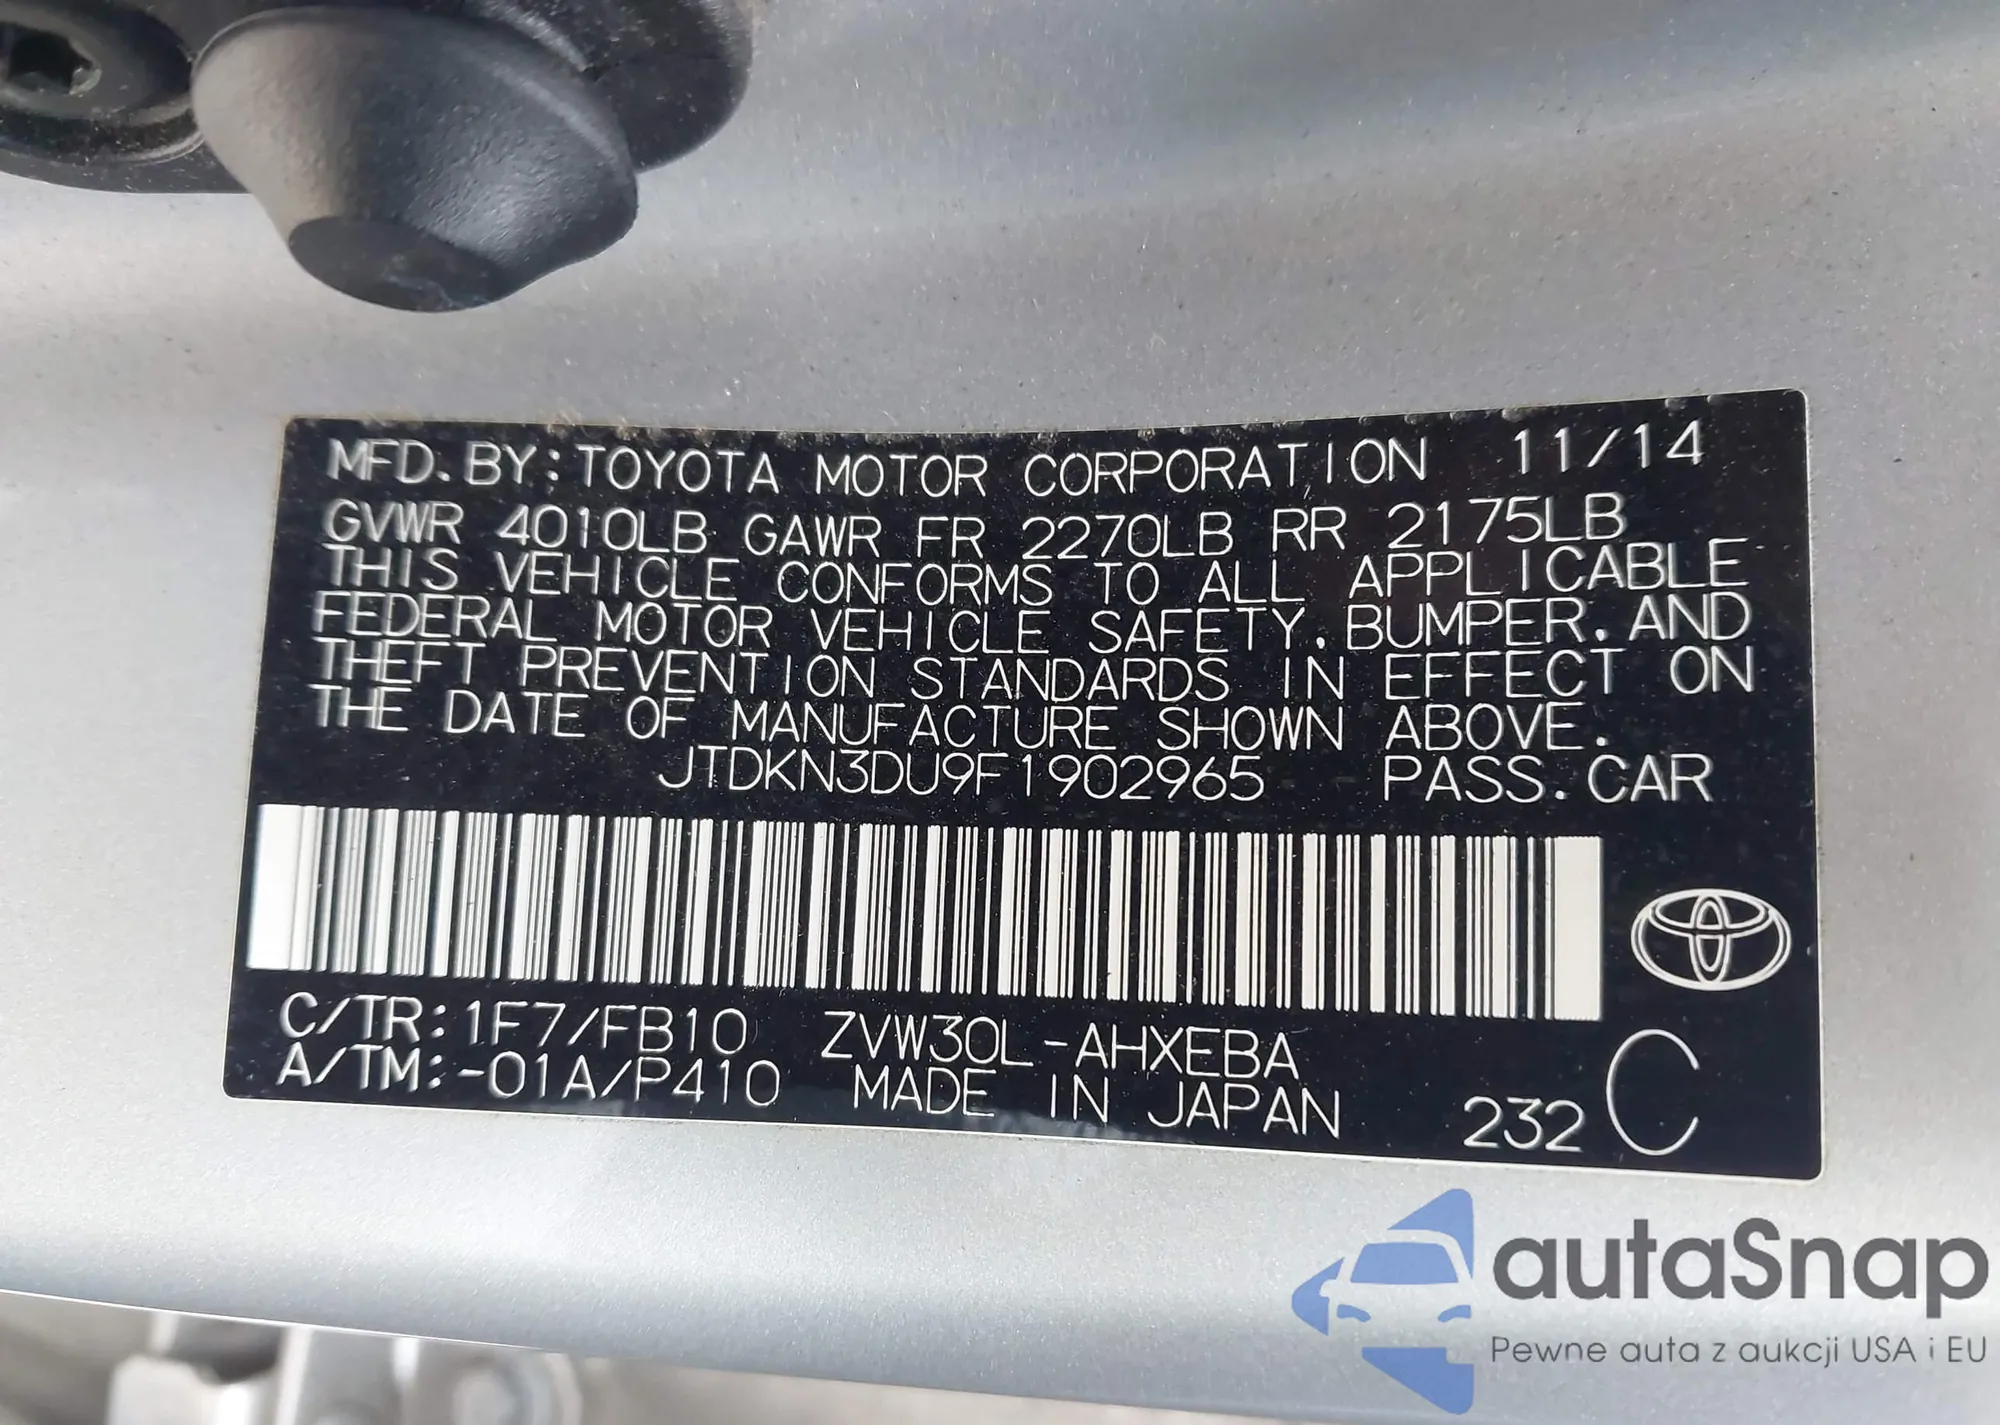 MFD. BY: TOYOTA MOTOR CORPORATION 11/14
GVWR 4010LB GAWR FR 2270LB RR 2175LB
THIS VEHICLE CONFORMS TO ALL APPLICABLE
FEDERAL MOTOR VEHICLE SAFETY, BUMPER, AND
THEFT PREVENTION STANDARDS IN EFFECT ON
THE DATE OF MANUFACTURE SHOWN ABOVE.
JTDKN3DU9F1902965 PASS. CAR
C/TR: 1F7/FB10 ZVW30L-AHXEBA
A/TM: -01A/P410 MADE IN JAPAN 232 C
autaSnap
Pewne auta z aukcji USA i EU